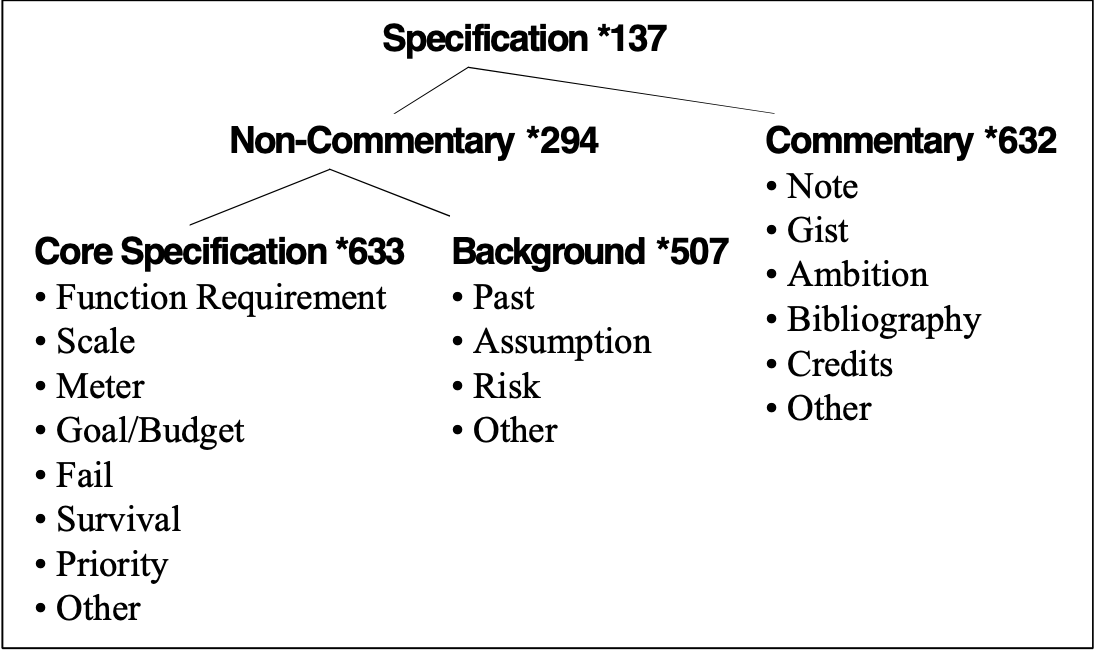 Specification *137
Non-Commentary *294
Commentary *632
• Note
• Gist
• Ambition
• Bibliography
• Credits
• Other
Core Specification *633
• Function Requirement
• Scale
• Meter
• Goal/Budget
• Fail
• Survival
• Priority
• Other
Background *507
• Past
• Assumption
• Risk
• Other